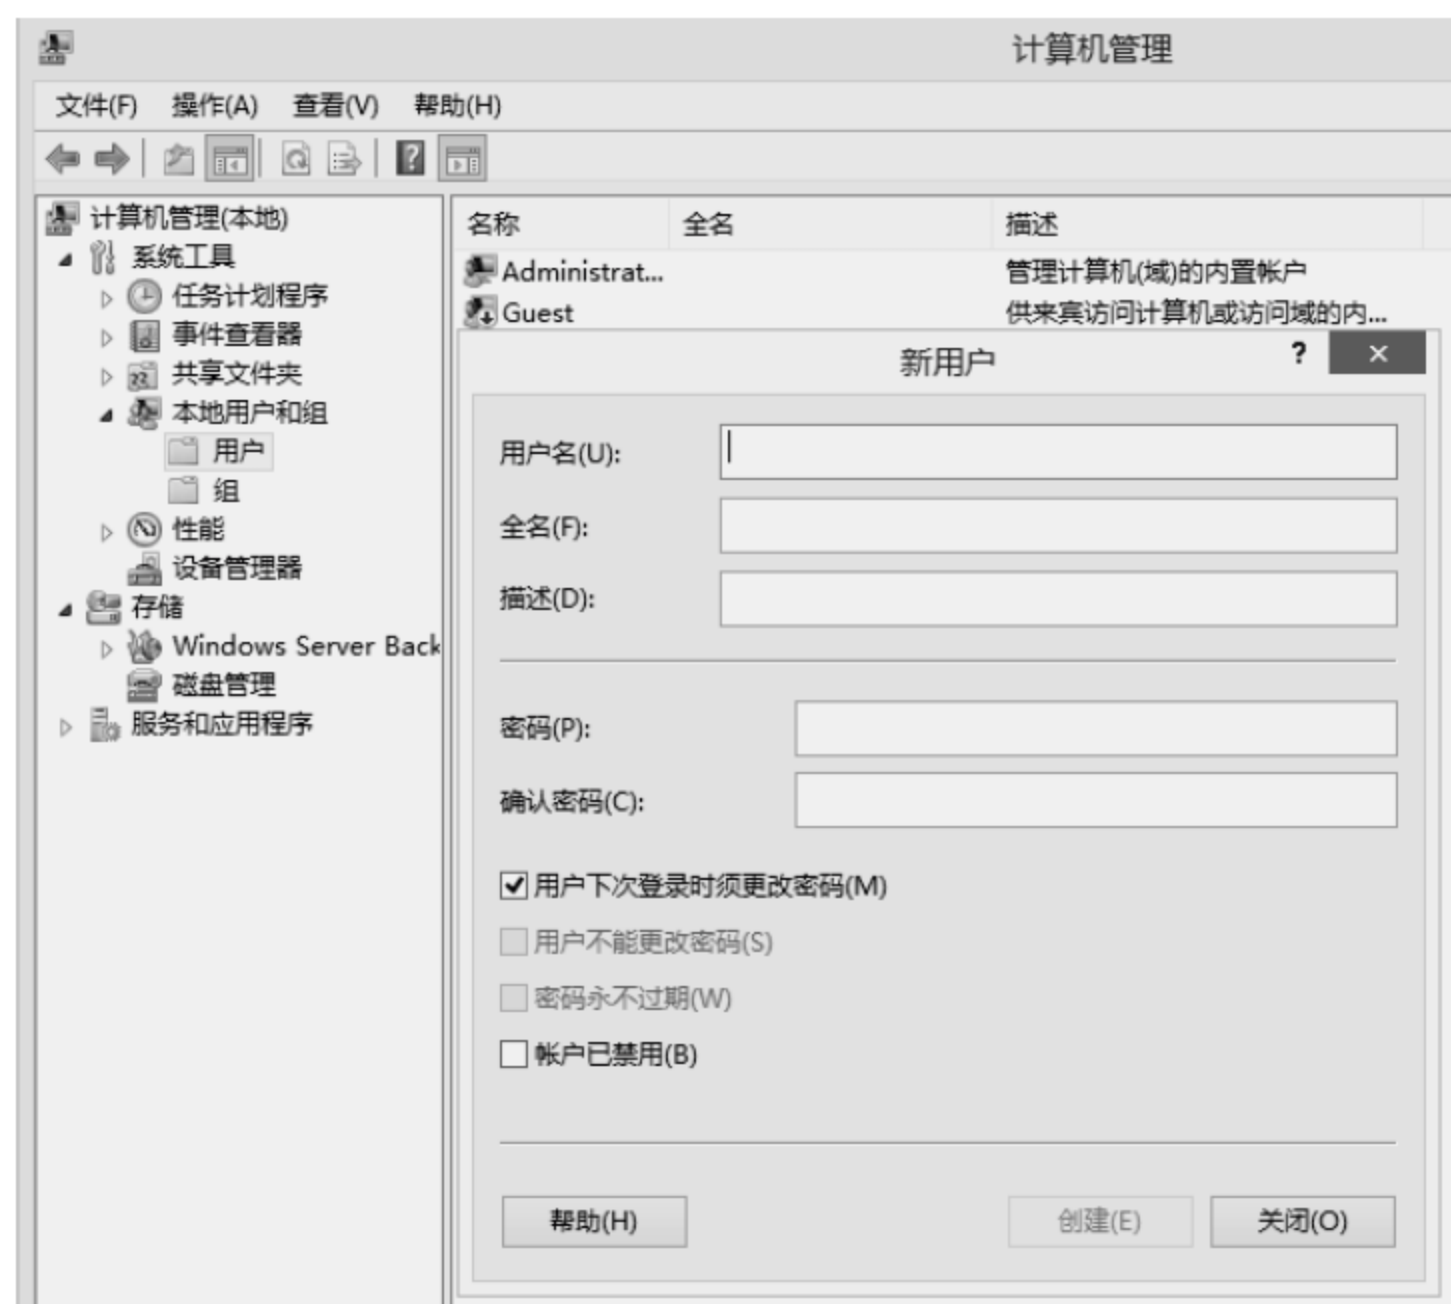 计算机管理
文件(F) 操作(A) 查看(V) 帮助(H)
计算机管理(本地)
系统工具
任务计划程序
事件查看器
共享文件夹
本地用户和组
用户
组
性能
设备管理器
存储
Windows Server Back
磁盘管理
服务和应用程序
名称 全名 描述
Administrat... 管理计算机(域)的内置帐户
Guest 供来宾访问计算机或访问域的内...
新用户
用户名(U):
全名(F):
描述(D):
密码(P):
确认密码(C):
用户下次登录时须更改密码(M)
用户不能更改密码(S)
密码永不过期(W)
帐户已禁用(B)
帮助(H) 创建(E) 关闭(O)